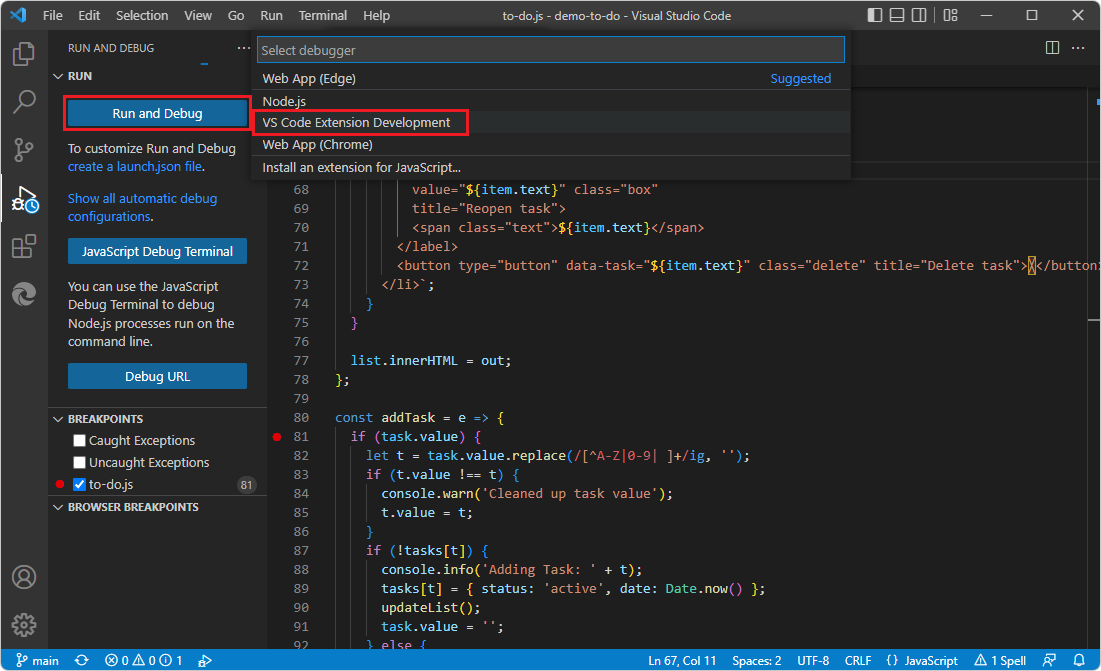 File Edit Selection View Go Run Terminal Help to-do.js - demo-to-do - Visual Studio Code
RUN AND DEBUG ···
RUN
Run and Debug
To customize Run and Debug
create a launch.json file.
Show all automatic debug
configurations.
JavaScript Debug Terminal
You can use the JavaScript
Debug Terminal to debug
Node.js processes run on the
command line.
Debug URL
BREAKPOINTS
Caught Exceptions
Uncaught Exceptions
to-do.js 81
BROWSER BREAKPOINTS
Select debugger
Web App (Edge) Suggested
Node.js
VS Code Extension Development
Web App (Chrome)
Install an extension for JavaScript...
68 value="${item.text}" class="box"
69 title="Reopen task">
70 <span class="text">${item.text}</span>
71 </label>
72 <button type="button" data-task="${item.text}" class="delete" title="Delete task">╳</button>
73 </li>`;
74 }
75 }
76
77 list.innerHTML = out;
78 };
79
80 const addTask = e => {
81 if (task.value) {
82 let t = task.value.replace(/[^A-Z|0-9| ]+/ig, '');
83 if (t.value !== t) {
84 console.warn('Cleaned up task value');
85 t.value = t;
86 }
87 if (!tasks[t]) {
88 console.info('Adding Task: ' + t);
89 tasks[t] = { status: 'active', date: Date.now() };
90 updateList();
91 task.value = '';
92 } else {
main 0 0 1 Ln 67, Col 11 Spaces: 2 UTF-8 CRLF {} JavaScript 1 Spell